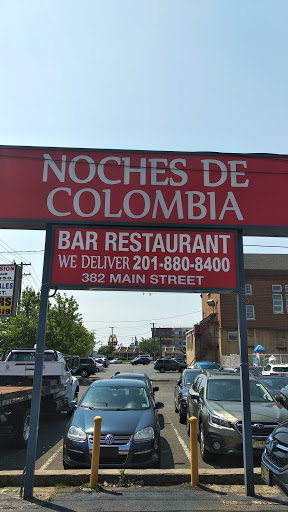 NOCHES DE
COLOMBIA
BAR RESTAURANT
WE DELIVER 201-880-8400
382 MAIN STREET